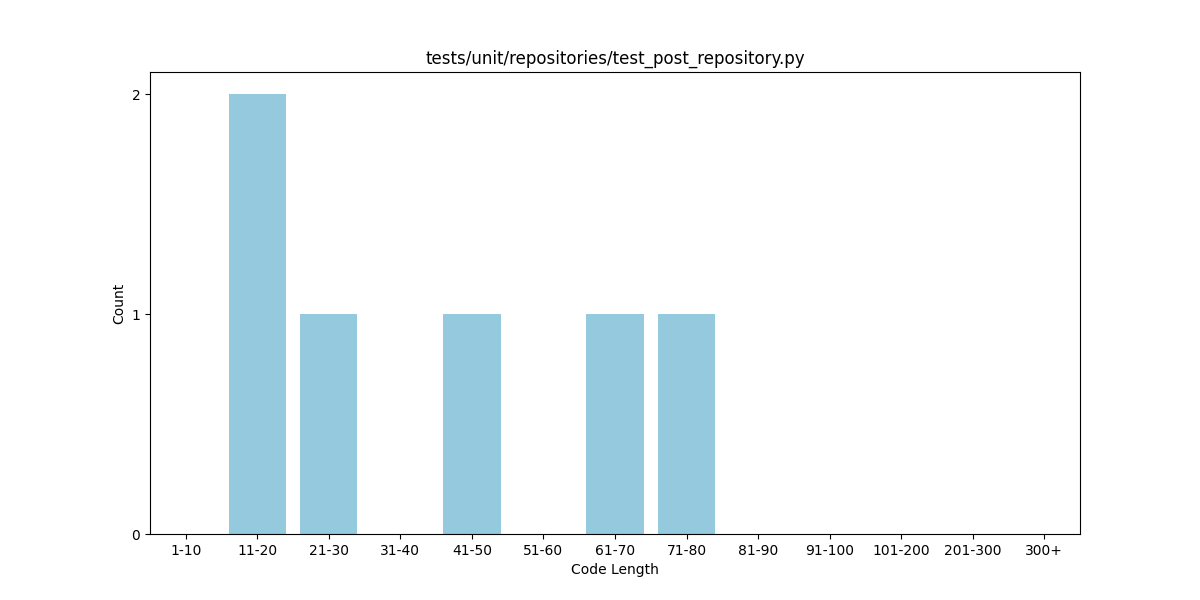 tests/unit/repositories/test_post_repository.py
2
1
0
Count
1-10 11-20 21-30 31-40 41-50 51-60 61-70 71-80 81-90 91-100 101-200 201-300 300+
Code Length